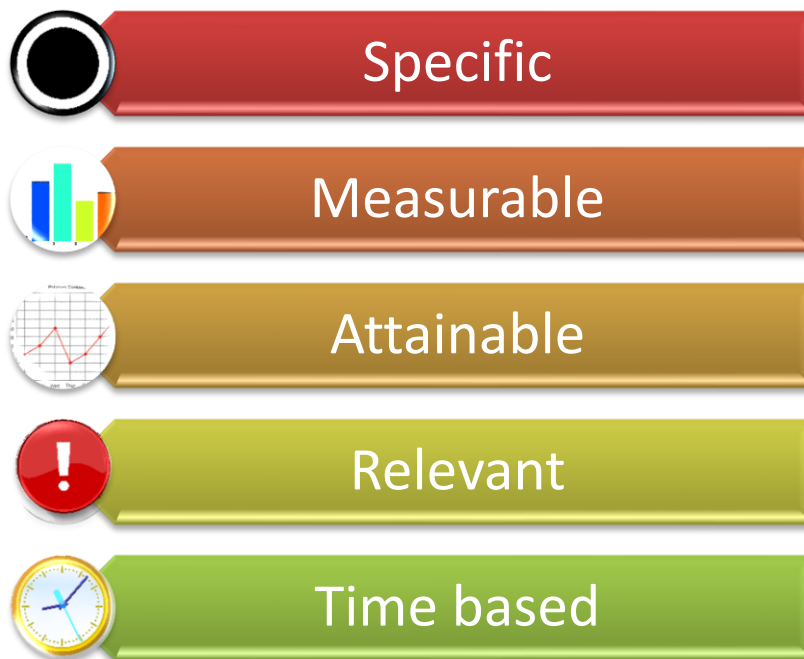 Specific
Measurable
Attainable
Relevant
Time based